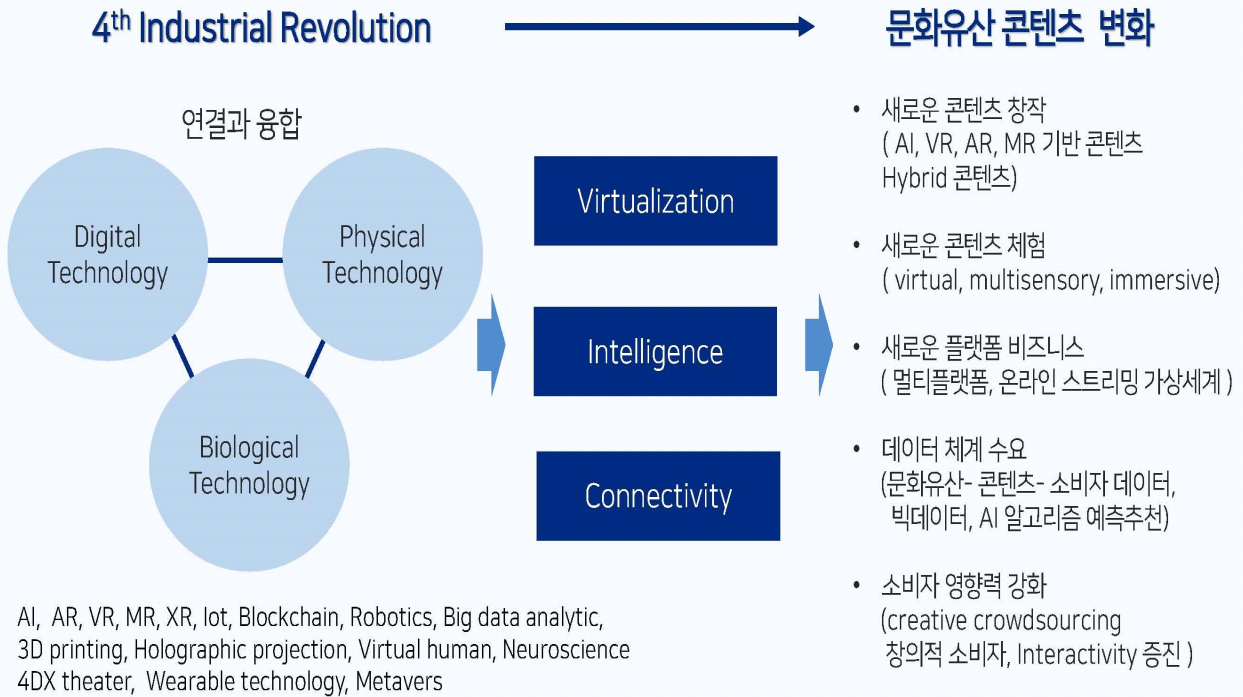 4th Industrial Revolution
문화유산 콘텐츠 변화
연결과 융합
Digital
Technology
Physical
Technology
Biological
Technology
AI, AR, VR, MR, XR, Iot, Blockchain, Robotics, Big data analytic,
3D printing, Holographic projection, Virtual human, Neuroscience
4DX theater, Wearable technology, Metavers
Virtualization
Intelligence
Connectivity
• 새로운 콘텐츠 창작
( AI, VR, AR, MR 기반 콘텐츠
Hybrid 콘텐츠)
• 새로운 콘텐츠 체험
( virtual, multisensory, immersive)
• 새로운 플랫폼 비즈니스
( 멀티플랫폼, 온라인 스트리밍 가상세계 )
• 데이터 체계 수요
(문화유산- 콘텐츠- 소비자 데이터,
빅데이터, AI 알고리즘 예측추천)
• 소비자 영향력 강화
(creative crowdsourcing
창의적 소비자, Interactivity 증진 )